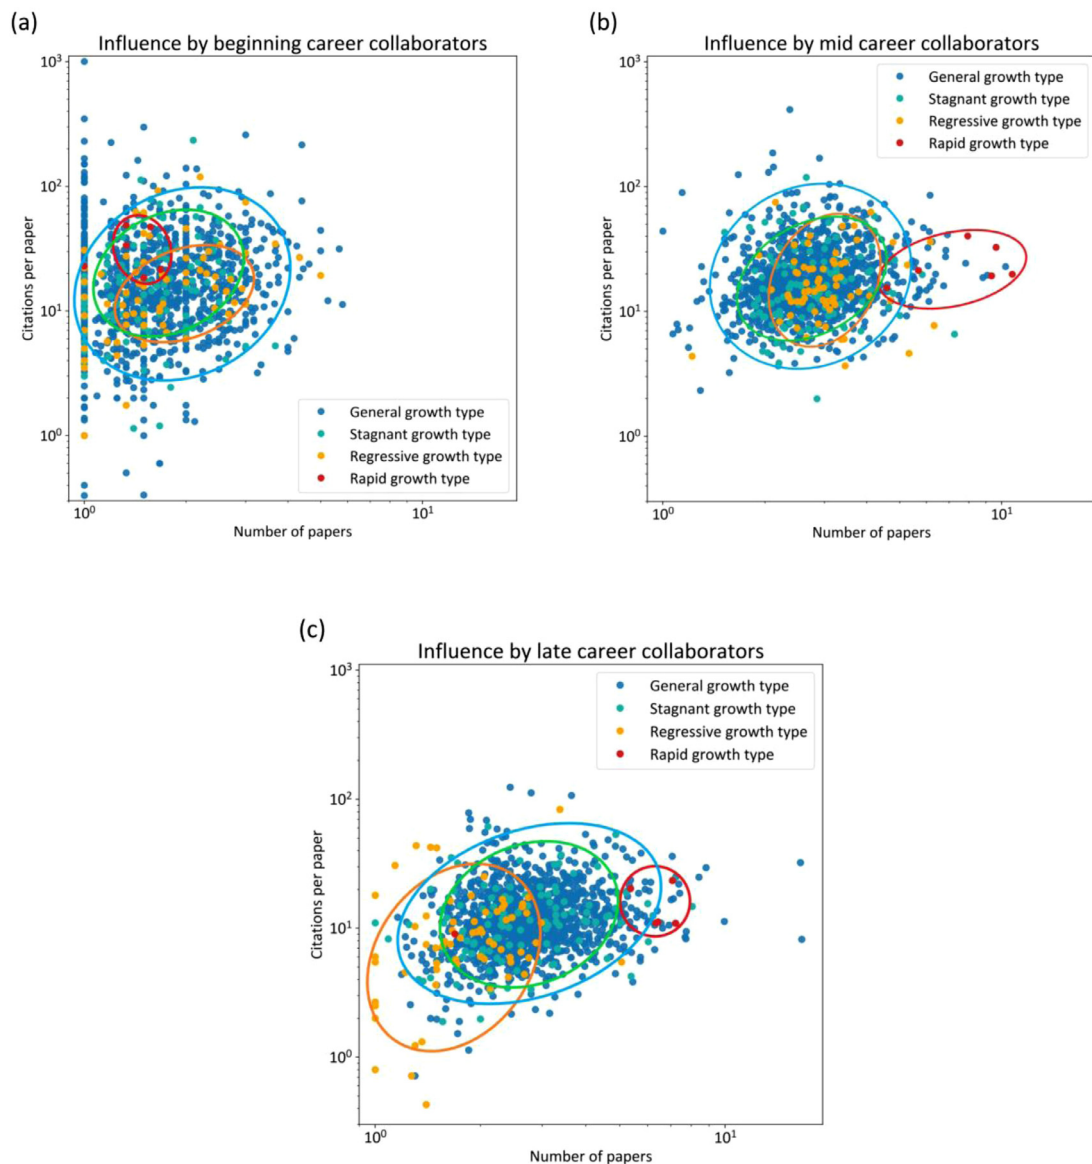 (a)
Influence by beginning career collaborators
10³
10²
10¹
10⁰
Citations per paper
General growth type
Stagnant growth type
Regressive growth type
Rapid growth type
10⁰
10¹
Number of papers
(b)
Influence by mid career collaborators
10³
10²
10¹
10⁰
Citations per paper
General growth type
Stagnant growth type
Regressive growth type
Rapid growth type
10⁰
10¹
Number of papers
(c)
Influence by late career collaborators
10³
10²
10¹
10⁰
Citations per paper
General growth type
Stagnant growth type
Regressive growth type
Rapid growth type
10⁰
10¹
Number of papers